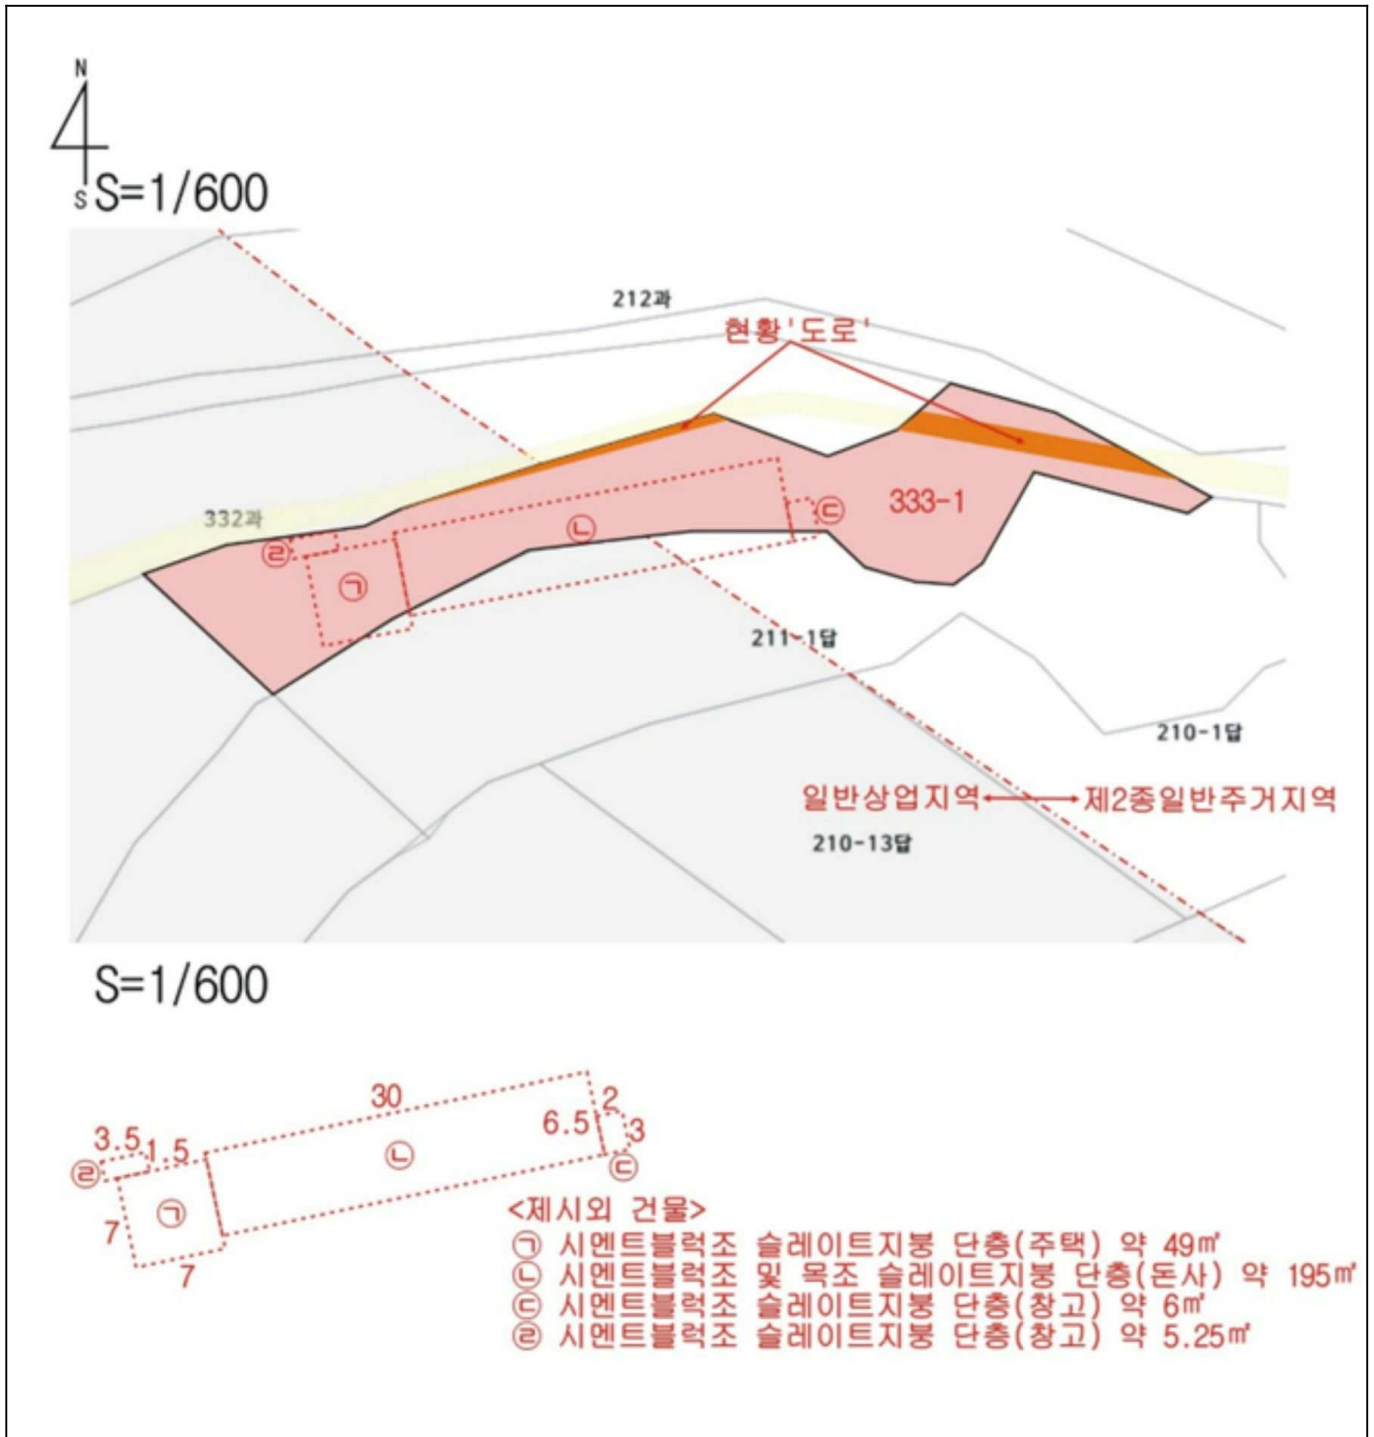 N
S
S=1/600
212과
현황'도로'
332과
333-1
㉣
㉠
㉡
㉢
211-1답
210-1답
일반상업지역
제2종일반주거지역
210-13답
S=1/600
30
2
6.5
3
3.5
1.5
㉣
㉡
㉢
㉠
7
7
<제시외 건물>
㉠ 시멘트블럭조 슬레이트지붕 단층(주택) 약 49㎡
㉡ 시멘트블럭조 및 목조 슬레이트지붕 단층(돈사) 약 195㎡
㉢ 시멘트블럭조 슬레이트지붕 단층(창고) 약 6㎡
㉣ 시멘트블럭조 슬레이트지붕 단층(창고) 약 5.25㎡